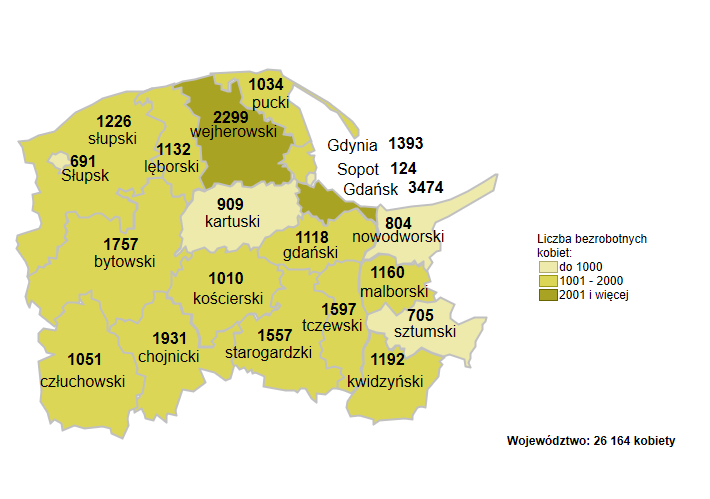 1034
pucki
1226
słupski
2299
wejherowski
1132
lęborski
Gdynia 1393
691
Słupsk
Sopot 124
Gdańsk 3474
909
kartuski
804
nowodworski
1757
bytowski
1118
gdański
Liczba bezrobotnych
kobiet:
do 1000
1001 - 2000
2001 i więcej
1010
kościerski
1160
malborski
1597
tczewski
705
sztumski
1931
chojnicki
1557
starogardzki
1051
człuchowski
1192
kwidzyński
Województwo: 26 164 kobiety